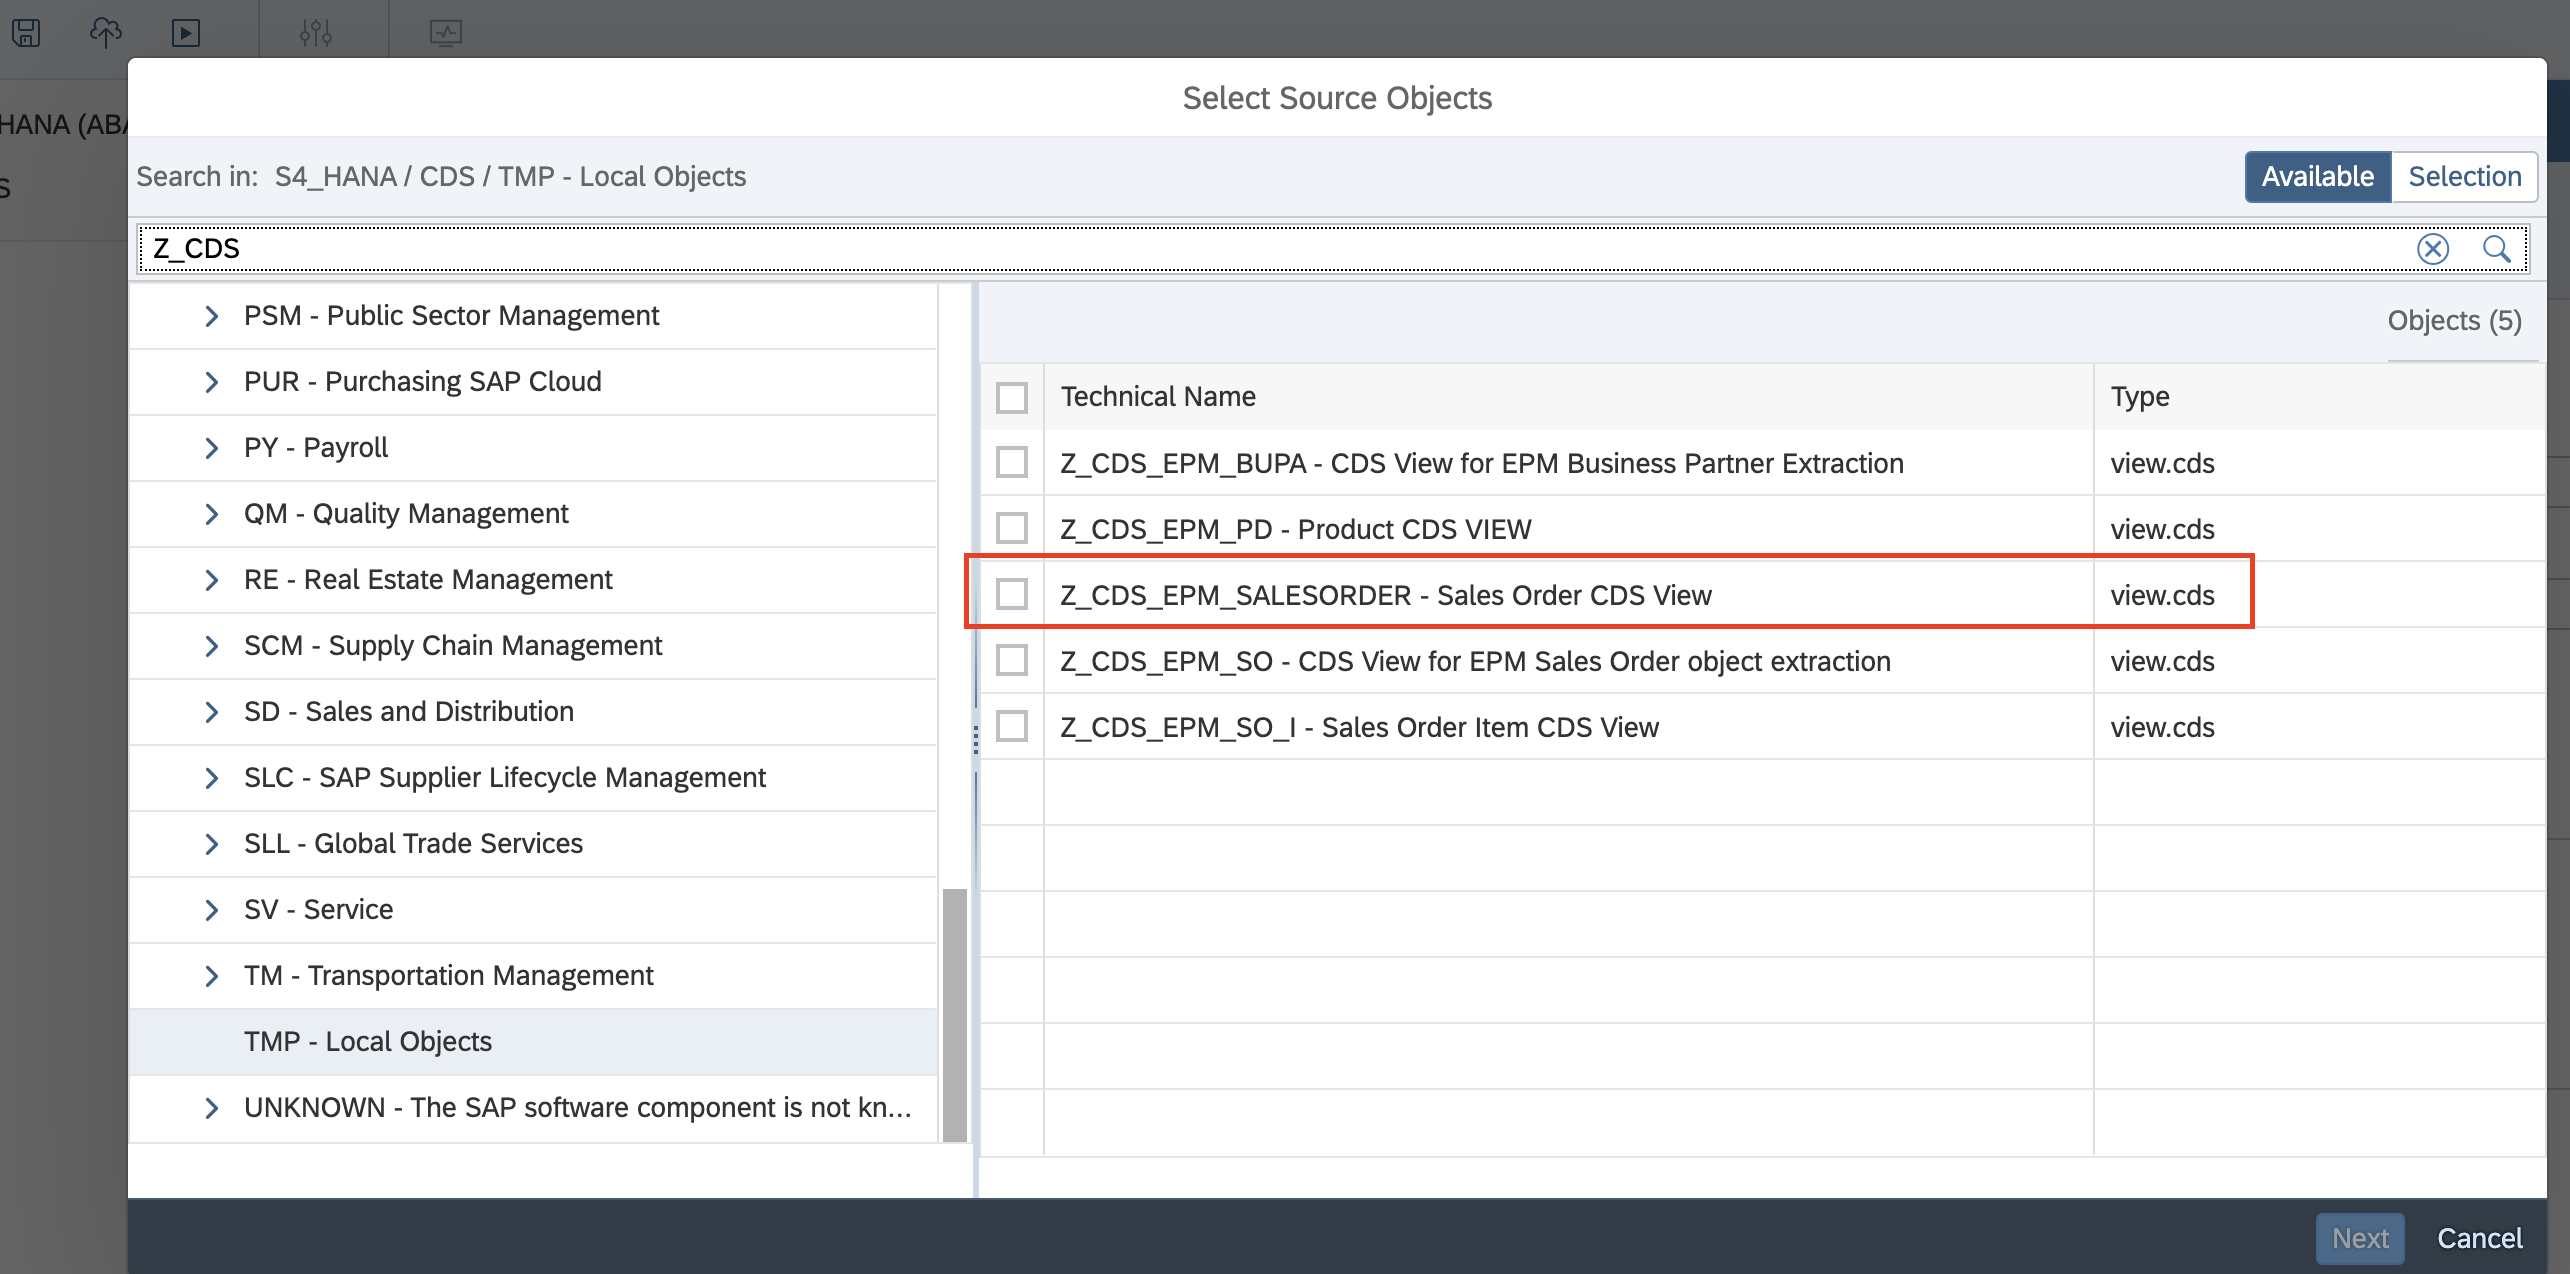 Select Source Objects
HANA (ABA
S
Search in: S4_HANA / CDS / TMP - Local Objects
Available
Selection
Z_CDS
PSM - Public Sector Management
PUR - Purchasing SAP Cloud
PY - Payroll
QM - Quality Management
RE - Real Estate Management
SCM - Supply Chain Management
SD - Sales and Distribution
SLC - SAP Supplier Lifecycle Management
SLL - Global Trade Services
SV - Service
TM - Transportation Management
TMP - Local Objects
UNKNOWN - The SAP software component is not kn...
Objects (5)
Technical Name Type
Z_CDS_EPM_BUPA - CDS View for EPM Business Partner Extraction view.cds
Z_CDS_EPM_PD - Product CDS VIEW view.cds
Z_CDS_EPM_SALESORDER - Sales Order CDS View view.cds
Z_CDS_EPM_SO - CDS View for EPM Sales Order object extraction view.cds
Z_CDS_EPM_SO_I - Sales Order Item CDS View view.cds
Next
Cancel